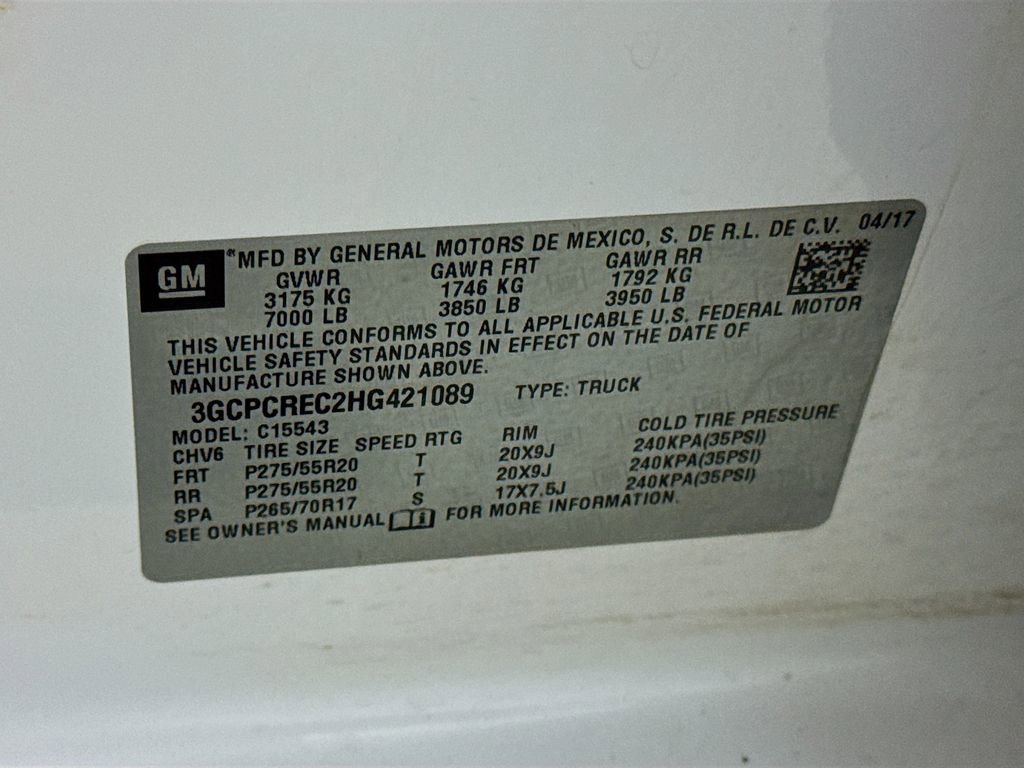 GM
*MFD BY GENERAL MOTORS DE MEXICO, S. DE R.L. DE C.V. 04/17
GVWR GAWR FRT GAWR RR
3175 KG 1746 KG 1792 KG
7000 LB 3850 LB 3950 LB
THIS VEHICLE CONFORMS TO ALL APPLICABLE U.S. FEDERAL MOTOR
VEHICLE SAFETY STANDARDS IN EFFECT ON THE DATE OF
MANUFACTURE SHOWN ABOVE.
3GCPCREC2HG421089 TYPE: TRUCK
MODEL: C15543
CHV6 TIRE SIZE SPEED RTG RIM COLD TIRE PRESSURE
FRT P275/55R20 T 20X9J 240KPA(35PSI)
RR P275/55R20 T 20X9J 240KPA(35PSI)
SPA P265/70R17 S 17X7.5J 240KPA(35PSI)
SEE OWNER'S MANUAL FOR MORE INFORMATION.